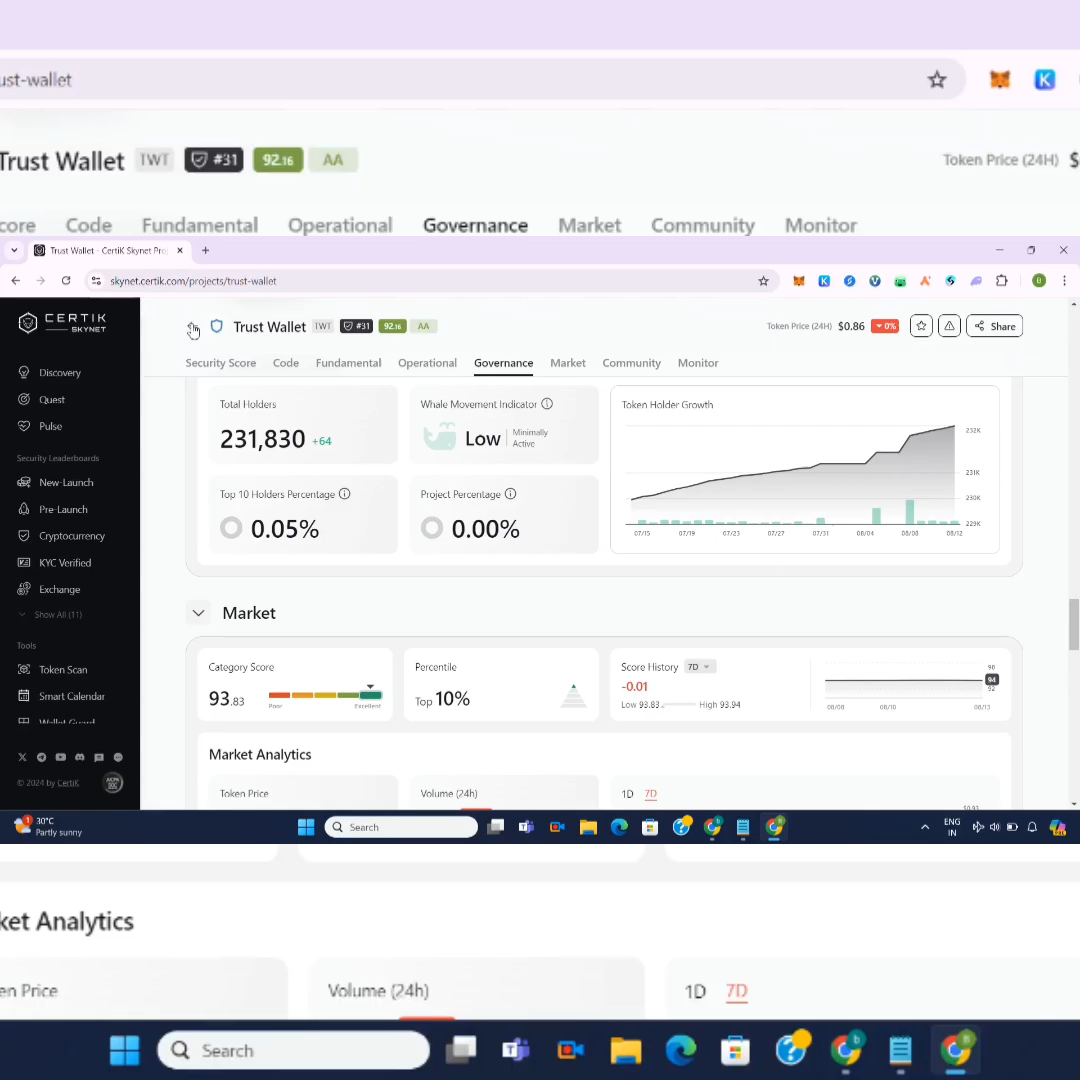 ust-wallet
K
Trust Wallet TWT #31 92.16 AA Token Price (24H) $
core Code Fundamental Operational Governance Market Community Monitor
Trust Wallet - CertiK Skynet Pro
skynet.certik.com/projects/trust-wallet
CERTIK
SKYNET
Discovery
Quest
Pulse
Security Leaderboards
New-Launch
Pre-Launch
Cryptocurrency
KYC Verified
Exchange
Show All (11)
Tools
Token Scan
Smart Calendar
Wallet Guard
© 2024 by CertiK
Trust Wallet TWT #31 92.16 AA
Token Price (24H) $0.86 0% Share
Security Score Code Fundamental Operational Governance Market Community Monitor
Total Holders
231,830 +64
Whale Movement Indicator
Low Minimally
Active
Top 10 Holders Percentage
0.05%
Project Percentage
0.00%
Token Holder Growth
232K
231K
230K
229K
07/15 07/19 07/23 07/27 07/31 08/04 08/08 08/12
Market
Category Score
93.83
Poor Excellent
Percentile
Top 10%
Score History 7D
-0.01
Low 93.83 High 93.94
98
94
92
08/08 08/10 08/13
Market Analytics
Token Price
Volume (24h)
1D 7D
$0.93
30°C
Partly sunny
Search
ENG
IN
ket Analytics
en Price
Volume (24h)
1D 7D
Search